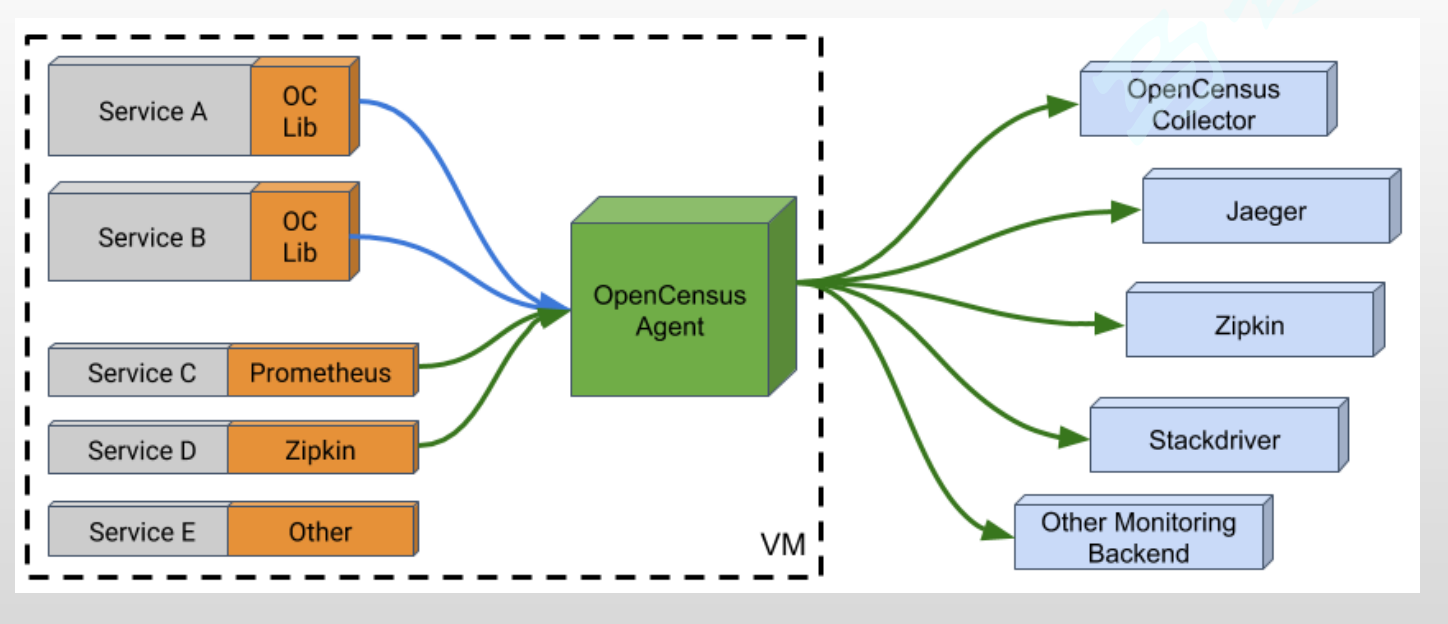 Service A
OC
Lib
Service B
OC
Lib
Service C
Prometheus
Service D
Zipkin
Service E
Other
OpenCensus
Agent
VM
OpenCensus
Collector
Jaeger
Zipkin
Stackdriver
Other Monitoring
Backend